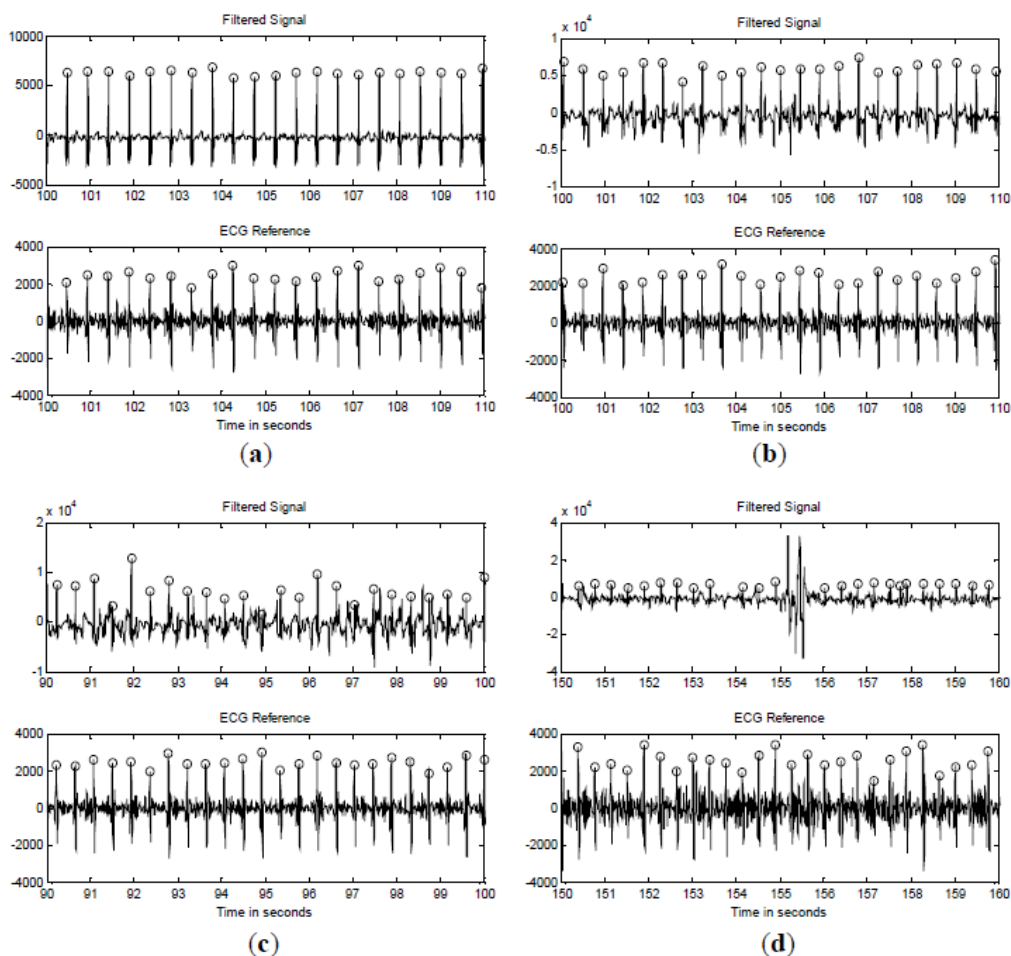 Filtered Signal
10000
5000
0
-5000
100 101 102 103 104 105 106 107 108 109 110
ECG Reference
4000
2000
0
-2000
-4000
100 101 102 103 104 105 106 107 108 109 110
Time in seconds
(a)
Filtered Signal
x 10^4
1
0.5
0
-0.5
-1
100 101 102 103 104 105 106 107 108 109 110
ECG Reference
4000
2000
0
-2000
-4000
100 101 102 103 104 105 106 107 108 109 110
Time in seconds
(b)
Filtered Signal
x 10^4
2
1
0
-1
90 91 92 93 94 95 96 97 98 99 100
ECG Reference
4000
2000
0
-2000
-4000
90 91 92 93 94 95 96 97 98 99 100
Time in seconds
(c)
Filtered Signal
x 10^4
4
2
0
-2
-4
150 151 152 153 154 155 156 157 158 159 160
ECG Reference
4000
2000
0
-2000
-4000
150 151 152 153 154 155 156 157 158 159 160
Time in seconds
(d)